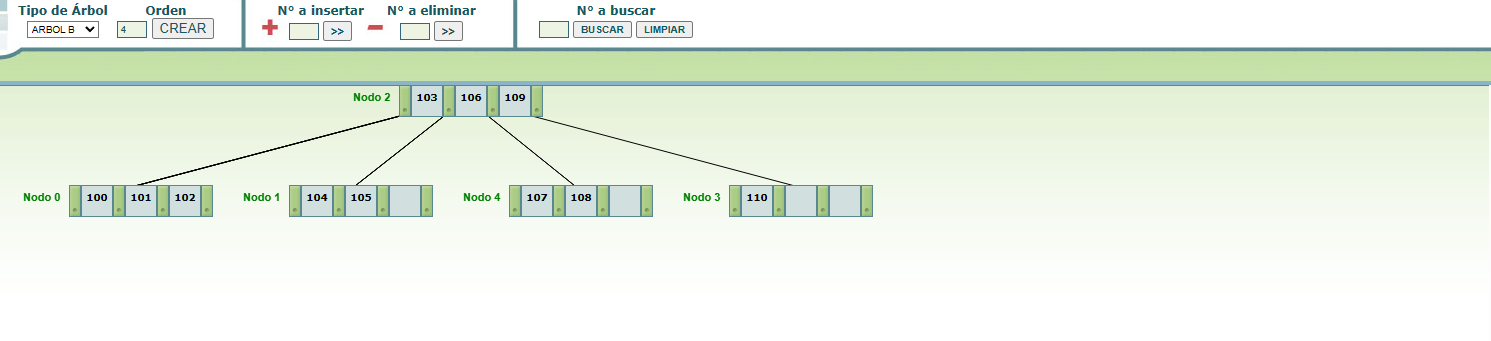 Tipo de Árbol Orden N° a insertar N° a eliminar N° a buscar
ARBOL B 4 CREAR >> >> BUSCAR LIMPIAR
Nodo 2 103 106 109
Nodo 0 100 101 102 Nodo 1 104 105 Nodo 4 107 108 Nodo 3 110